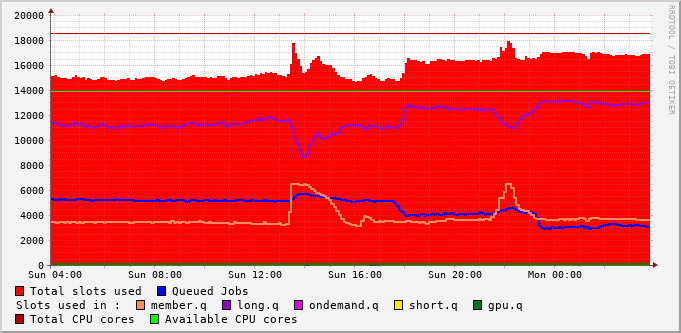 20000
18000
16000
14000
12000
10000
8000
6000
4000
2000
0
Sun 04:00 Sun 08:00 Sun 12:00 Sun 16:00 Sun 20:00 Mon 00:00
Total slots used Queued Jobs
Slots used in : member.q long.q ondemand.q short.q gpu.q
Total CPU cores Available CPU cores
RRDTOOL / TOBI OETIKER